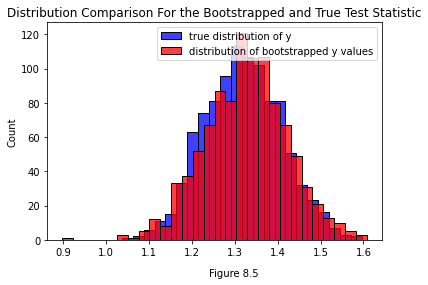 Distribution Comparison For the Bootstrapped and True Test Statistic
true distribution of y
distribution of bootstrapped y values
120
100
80
60
40
20
0
Count
0.9 1.0 1.1 1.2 1.3 1.4 1.5 1.6
Figure 8.5